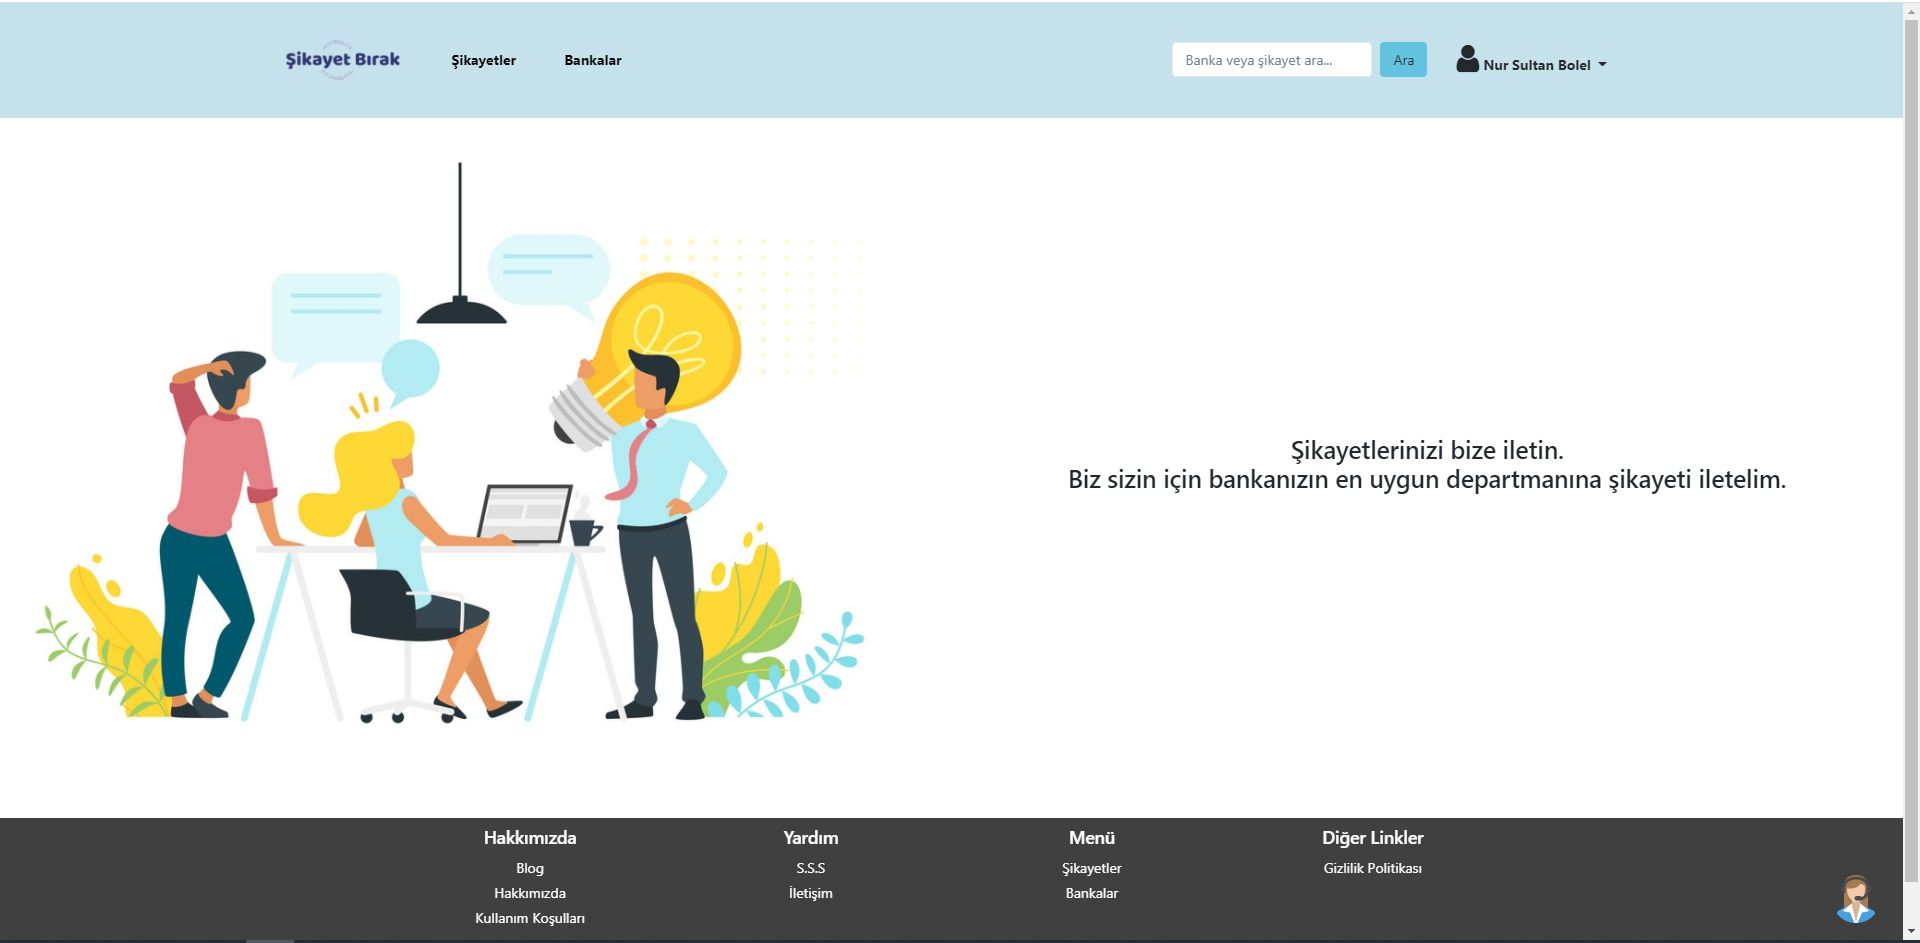 Şikayet Bırak
Şikayetler
Bankalar
Banka veya şikayet ara...
Ara
Nur Sultan Bolel
Şikayetlerinizi bize iletin.
Biz sizin için bankanızın en uygun departmanına şikayeti iletelim.
Hakkımızda
Blog
Hakkımızda
Kullanım Koşulları
Yardım
S.S.S
İletişim
Menü
Şikayetler
Bankalar
Diğer Linkler
Gizlilik Politikası